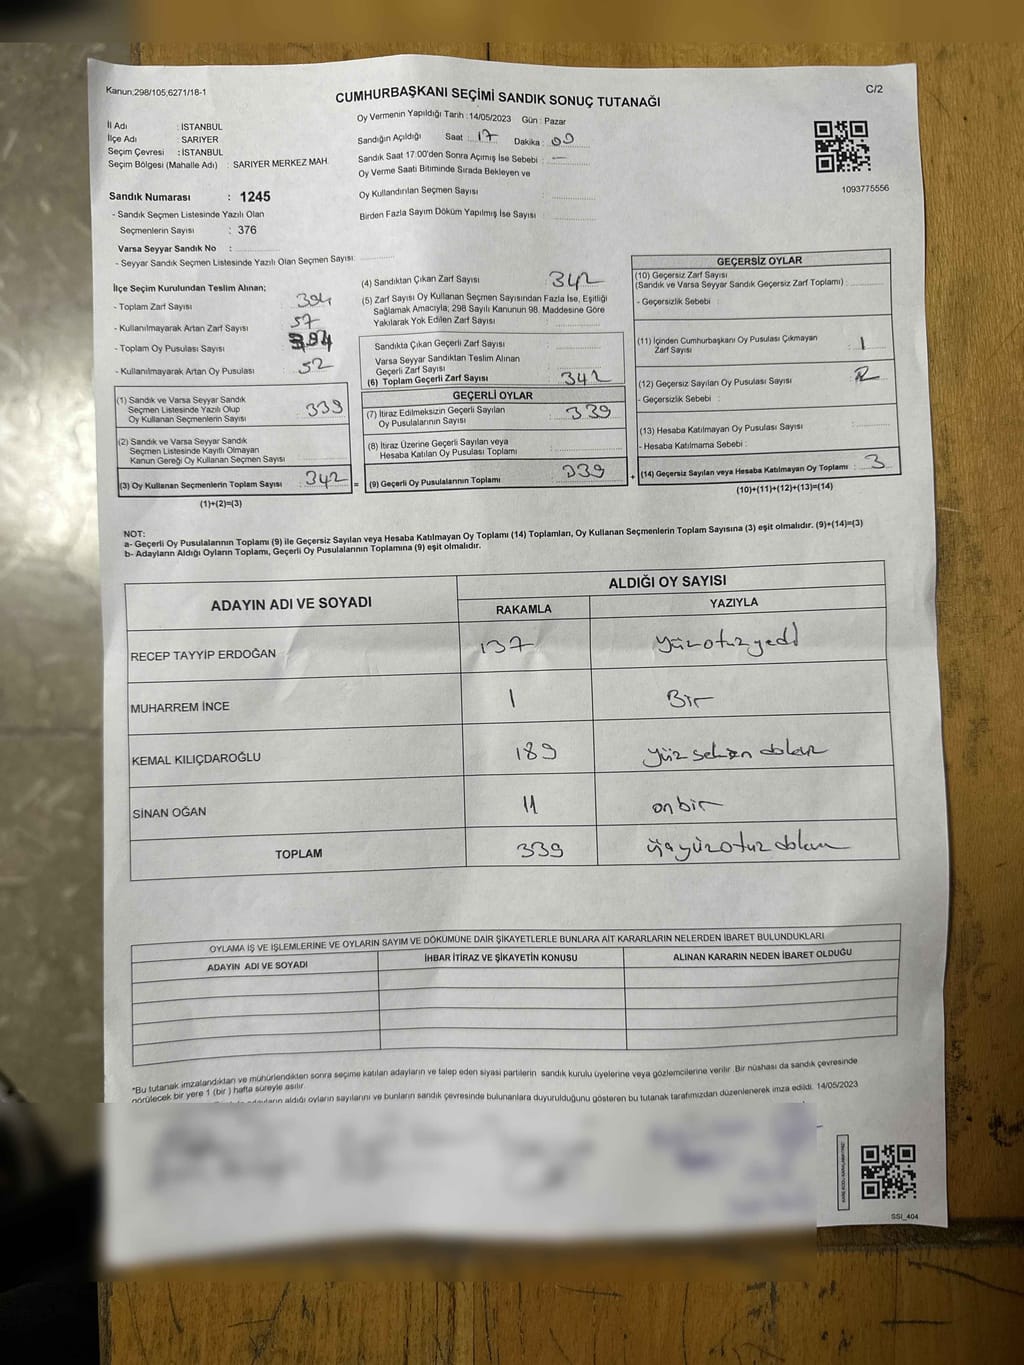 Kanun:298/105,6271/18-1
C/2
CUMHURBAŞKANI SEÇİMİ SANDIK SONUÇ TUTANAĞI
İl Adı : İSTANBUL
İlçe Adı : SARIYER
Seçim Çevresi : İSTANBUL
Seçim Bölgesi (Mahalle Adı) : SARIYER MERKEZ MAH.
Sandık Numarası : 1245
- Sandık Seçmen Listesinde Yazılı Olan
Seçmenlerin Sayısı : 376
Varsa Seyyar Sandık No :
- Seyyar Sandık Seçmen Listesinde Yazılı Olan Seçmen Sayısı:
Oy Vermenin Yapıldığı Tarih : 14/05/2023 Gün : Pazar
Sandığın Açıldığı Saat : 17 Dakika : 09
Sandık Saat 17:00'den Sonra Açımış İse Sebebi : —
Oy Verme Saati Bitiminde Sırada Bekleyen ve
Oy Kullandırılan Seçmen Sayısı :
Birden Fazla Sayım Döküm Yapılmış İse Sayısı :
1093775556
İlçe Seçim Kurulundan Teslim Alınan;
- Toplam Zarf Sayısı : 394
- Kullanılmayarak Artan Zarf Sayısı : 57
- Toplam Oy Pusulası Sayısı : 394
- Kullanılmayarak Artan Oy Pusulası : 52
(1) Sandık ve Varsa Seyyar Sandık
Seçmen Listesinde Yazılı Olup
Oy Kullanan Seçmenlerin Sayısı : 339
(2) Sandık ve Varsa Seyyar Sandık
Seçmen Listesinde Kayıtlı Olmayan
Kanun Gereği Oy Kullanan Seçmen Sayısı :
(3) Oy Kullanan Seçmenlerin Toplam Sayısı : 342 =
(1)+(2)=(3)
(4) Sandıktan Çıkan Zarf Sayısı : 342
(5) Zarf Sayısı Oy Kullanan Seçmen Sayısından Fazla İse, Eşitliği
Sağlamak Amacıyla, 298 Sayılı Kanunun 98. Maddesine Göre
Yakılarak Yok Edilen Zarf Sayısı :
Sandıkta Çıkan Geçerli Zarf Sayısı :
Varsa Seyyar Sandıktan Teslim Alınan
Geçerli Zarf Sayısı :
(6) Toplam Geçerli Zarf Sayısı : 342
GEÇERLİ OYLAR
(7) İtiraz Edilmeksizin Geçerli Sayılan
Oy Pusulalarının Sayısı : 339
(8) İtiraz Üzerine Geçerli Sayılan veya
Hesaba Katılan Oy Pusulası Toplamı :
(9) Geçerli Oy Pusulalarının Toplamı : 339 +
GEÇERSİZ OYLAR
(10) Geçersiz Zarf Sayısı
(Sandık ve Varsa Seyyar Sandık Geçersiz Zarf Toplamı) :
- Geçersizlik Sebebi :
(11) İçinden Cumhurbaşkanı Oy Pusulası Çıkmayan
Zarf Sayısı : 1
(12) Geçersiz Sayılan Oy Pusulası Sayısı : 2
- Geçersizlik Sebebi :
(13) Hesaba Katılmayan Oy Pusulası Sayısı :
- Hesaba Katılmama Sebebi :
(14) Geçersiz Sayılan veya Hesaba Katılmayan Oy Toplamı : 3
(10)+(11)+(12)+(13)=(14)
NOT:
a- Geçerli Oy Pusulalarının Toplamı (9) ile Geçersiz Sayılan veya Hesaba Katılmayan Oy Toplamı (14) Toplamları, Oy Kullanan Seçmenlerin Toplam Sayısına (3) eşit olmalıdır. (9)+(14)=(3)
b- Adayların Aldığı Oyların Toplamı, Geçerli Oy Pusulalarının Toplamına (9) eşit olmalıdır.
ADAYIN ADI VE SOYADI
ALDIĞI OY SAYISI
RAKAMLA YAZIYLA
RECEP TAYYİP ERDOĞAN 137 yüzotuzyedi
MUHARREM İNCE 1 Bir
KEMAL KILIÇDAROĞLU 189 yüz seksen dokuz
SİNAN OĞAN 11 onbir
TOPLAM 339 üçyüzotuz dokuz
OYLAMA İŞ VE İŞLEMLERİNE VE OYLARIN SAYIM VE DÖKÜMÜNE DAİR ŞİKAYETLERLE BUNLARA AİT KARARLARIN NELERDEN İBARET BULUNDUKLARI
ADAYIN ADI VE SOYADI İHBAR İTİRAZ VE ŞİKAYETİN KONUSU ALINAN KARARIN NEDEN İBARET OLDUĞU
*Bu tutanak imzalandıktan ve mühürlendikten sonra seçime katılan adayların ve talep eden siyasi partilerin sandık kurulu üyelerine veya gözlemcilerine verilir. Bir nüshası da sandık çevresinde
görülecek bir yere 1 (bir ) hafta süreyle asılır.
adayların aldığı oyların sayılarını ve bunların sandık çevresinde bulunanlara duyurulduğunu gösteren bu tutanak tarafımızdan düzenlenerek imza edildi. 14/05/2023
SSİ_404